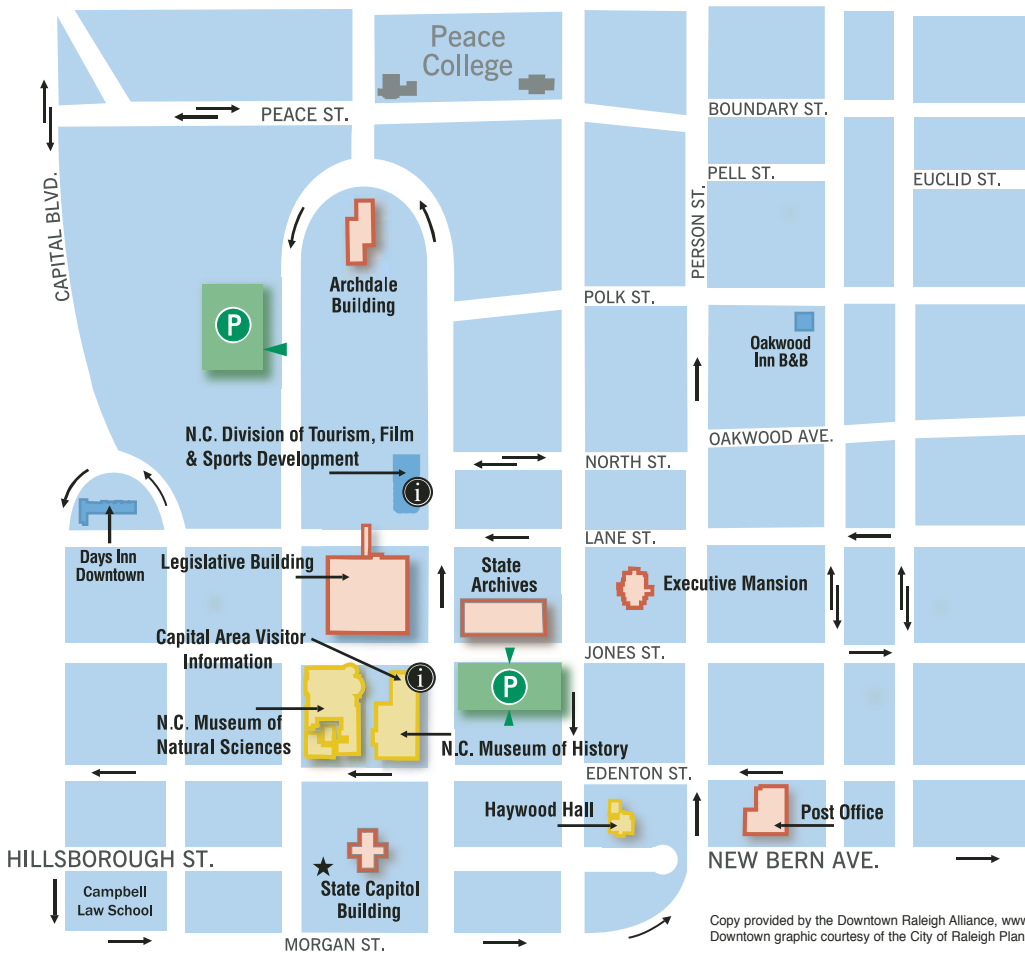 Peace
College
PEACE ST.
BOUNDARY ST.
PELL ST.
EUCLID ST.
CAPITAL BLVD.
PERSON ST.
Archdale
Building
P
POLK ST.
Oakwood
Inn B&B
N.C. Division of Tourism, Film
& Sports Development
i
OAKWOOD AVE.
NORTH ST.
LANE ST.
Days Inn
Downtown
Legislative Building
State
Archives
Executive Mansion
Capital Area Visitor
Information
i
JONES ST.
P
N.C. Museum of
Natural Sciences
N.C. Museum of History
EDENTON ST.
Haywood Hall
Post Office
HILLSBOROUGH ST.
NEW BERN AVE.
Campbell
Law School
State Capitol
Building
MORGAN ST.
Copy provided by the Downtown Raleigh Alliance, www
Downtown graphic courtesy of the City of Raleigh Plan